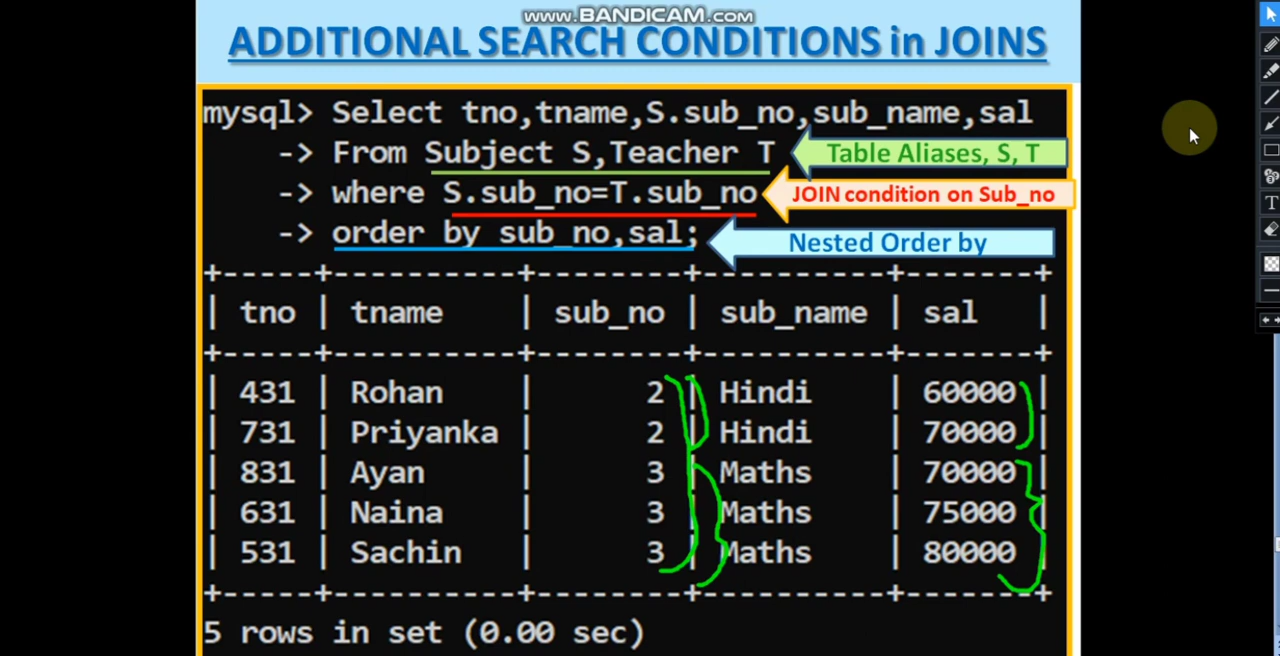 www.BANDICAM.com
ADDITIONAL SEARCH CONDITIONS in JOINS
mysql> Select tno,tname,S.sub_no,sub_name,sal
-> From Subject S,Teacher T
Table Aliases, S, T
-> where S.sub_no=T.sub_no
JOIN condition on Sub_no
-> order by sub_no,sal;
Nested Order by
+-----+----------+--------+----------+-------+
| tno | tname | sub_no | sub_name | sal |
+-----+----------+--------+----------+-------+
| 431 | Rohan | 2 | Hindi | 60000 |
| 731 | Priyanka | 2 | Hindi | 70000 |
| 831 | Ayan | 3 | Maths | 70000 |
| 631 | Naina | 3 | Maths | 75000 |
| 531 | Sachin | 3 | Maths | 80000 |
+-----+----------+--------+----------+-------+
5 rows in set (0.00 sec)